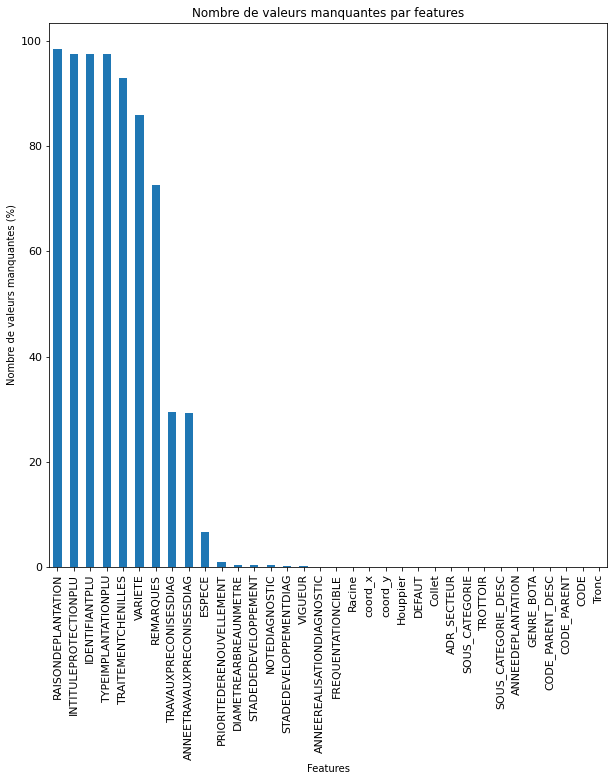 Nombre de valeurs manquantes par features
Nombre de valeurs manquantes (%)
100
80
60
40
20
0
RAISONDEPLANTATION
INTITULEPROTECTIONPLU
IDENTIFIANTPLU
TYPEIMPLANTATIONPLU
TRAITEMENTCHENILLES
VARIETE
REMARQUES
TRAVAUXPRECONISESDIAG
ANNEETRAVAUXPRECONISESDIAG
ESPECE
PRIORITEDERENOUVELLEMENT
DIAMETREARBREAUNMETRE
STADEDEDEVELOPPEMENT
NOTEDIAGNOSTIC
STADEDEVELOPPEMENTDIAG
VIGUEUR
ANNEEREALISATIONDIAGNOSTIC
FREQUENTATIONCIBLE
Racine
coord_x
coord_y
Houppier
DEFAUT
Collet
ADR_SECTEUR
SOUS_CATEGORIE
TROTTOIR
SOUS_CATEGORIE_DESC
ANNEEDEPLANTATION
GENRE_BOTA
CODE_PARENT_DESC
CODE_PARENT
CODE
Tronc
Features